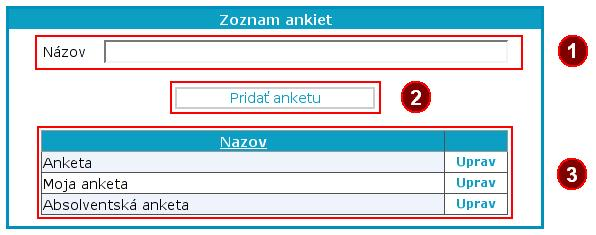 Zoznam ankiet
Názov
1
Pridať anketu
2
Nazov
Anketa Uprav
Moja anketa Uprav
3
Absolventská anketa Uprav